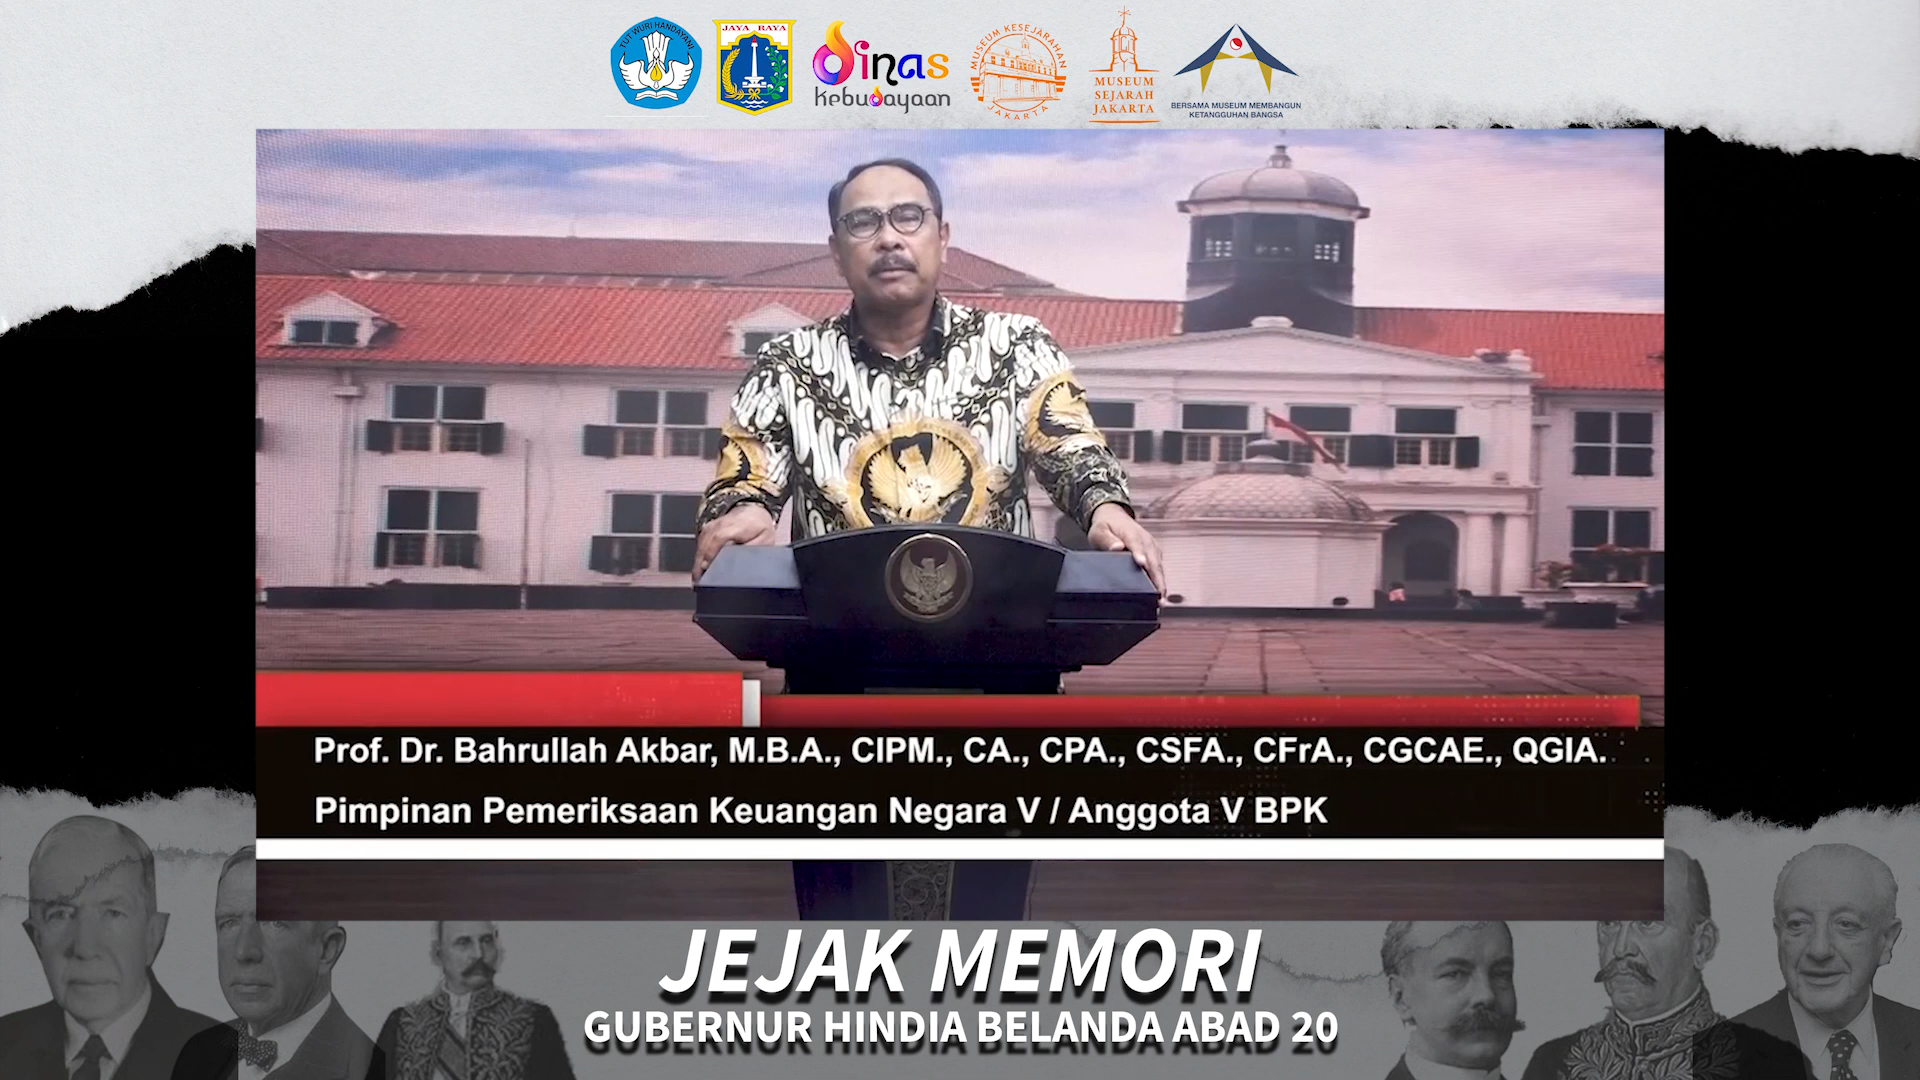 TUT WURI HANDAYANI
JAYA RAYA
dinas
kebudayaan
MUSEUM KESEJARAHAN
JAKARTA
MUSEUM
SEJARAH
JAKARTA
BERSAMA MUSEUM MEMBANGUN
KETANGGUHAN BANGSA
Prof. Dr. Bahrullah Akbar, M.B.A., CIPM., CA., CPA., CSFA., CFrA., CGCAE., QGIA.
Pimpinan Pemeriksaan Keuangan Negara V / Anggota V BPK
JEJAK MEMORI
GUBERNUR HINDIA BELANDA ABAD 20